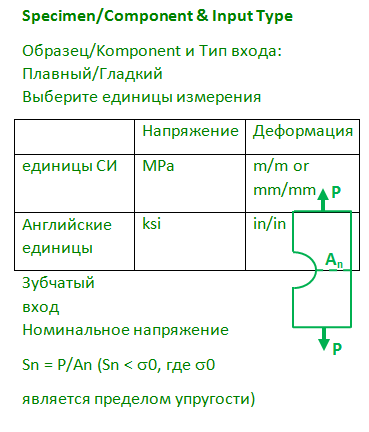 Specimen/Component & Input Type
Образец/Komponent и Тип входа:
Плавный/Гладкий
Выберите единицы измерения
Напряжение Деформация
единицы СИ MPa m/m or
mm/mm
P
Английские ksi in/in
единицы
An
Зубчатый
вход
Номинальное напряжение
P
Sn = P/An (Sn < σ0, где σ0
является пределом упругости)